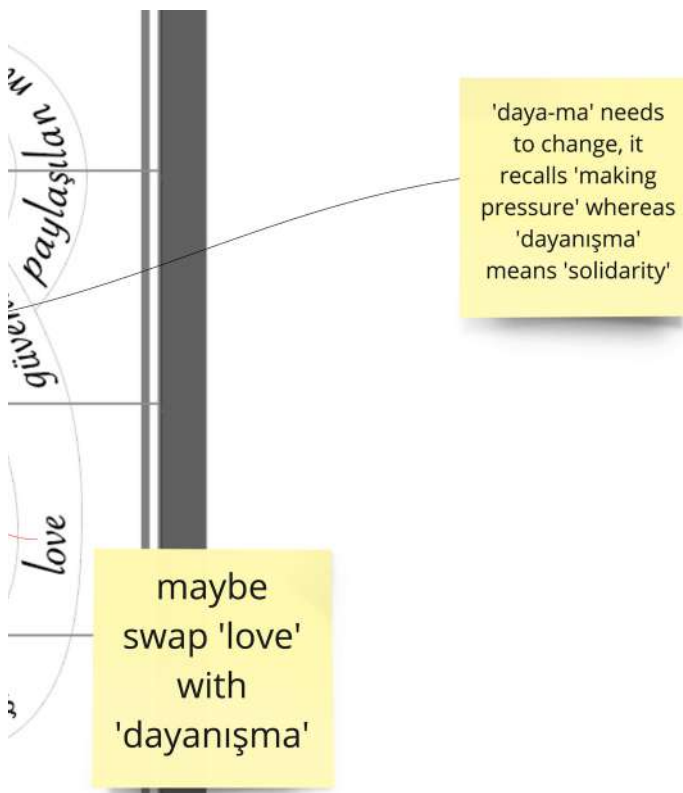 paylaşılan
güven
love
'daya-ma' needs
to change, it
recalls 'making
pressure' whereas
'dayanışma'
means 'solidarity'
maybe
swap 'love'
with
'dayanışma'